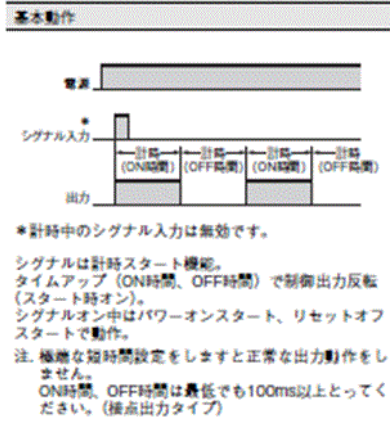 基本動作
電源
*
シグナル入力
計時 計時 計時 計時
(ON時間) (OFF時間) (ON時間) (OFF時間)
出力
*計時中のシグナル入力は無効です。
シグナルは計時スタート機能。
タイムアップ（ON時間、OFF時間）で制御出力反転
(スタート時オン)。
シグナルオン中はパワーオンスタート、リセットオフ
スタートで動作。
注. 極端な短時間設定をしますと正常な出力動作をし
ません。
ON時間、OFF時間は最低でも100ms以上とってく
ださい。(接点出力タイプ)